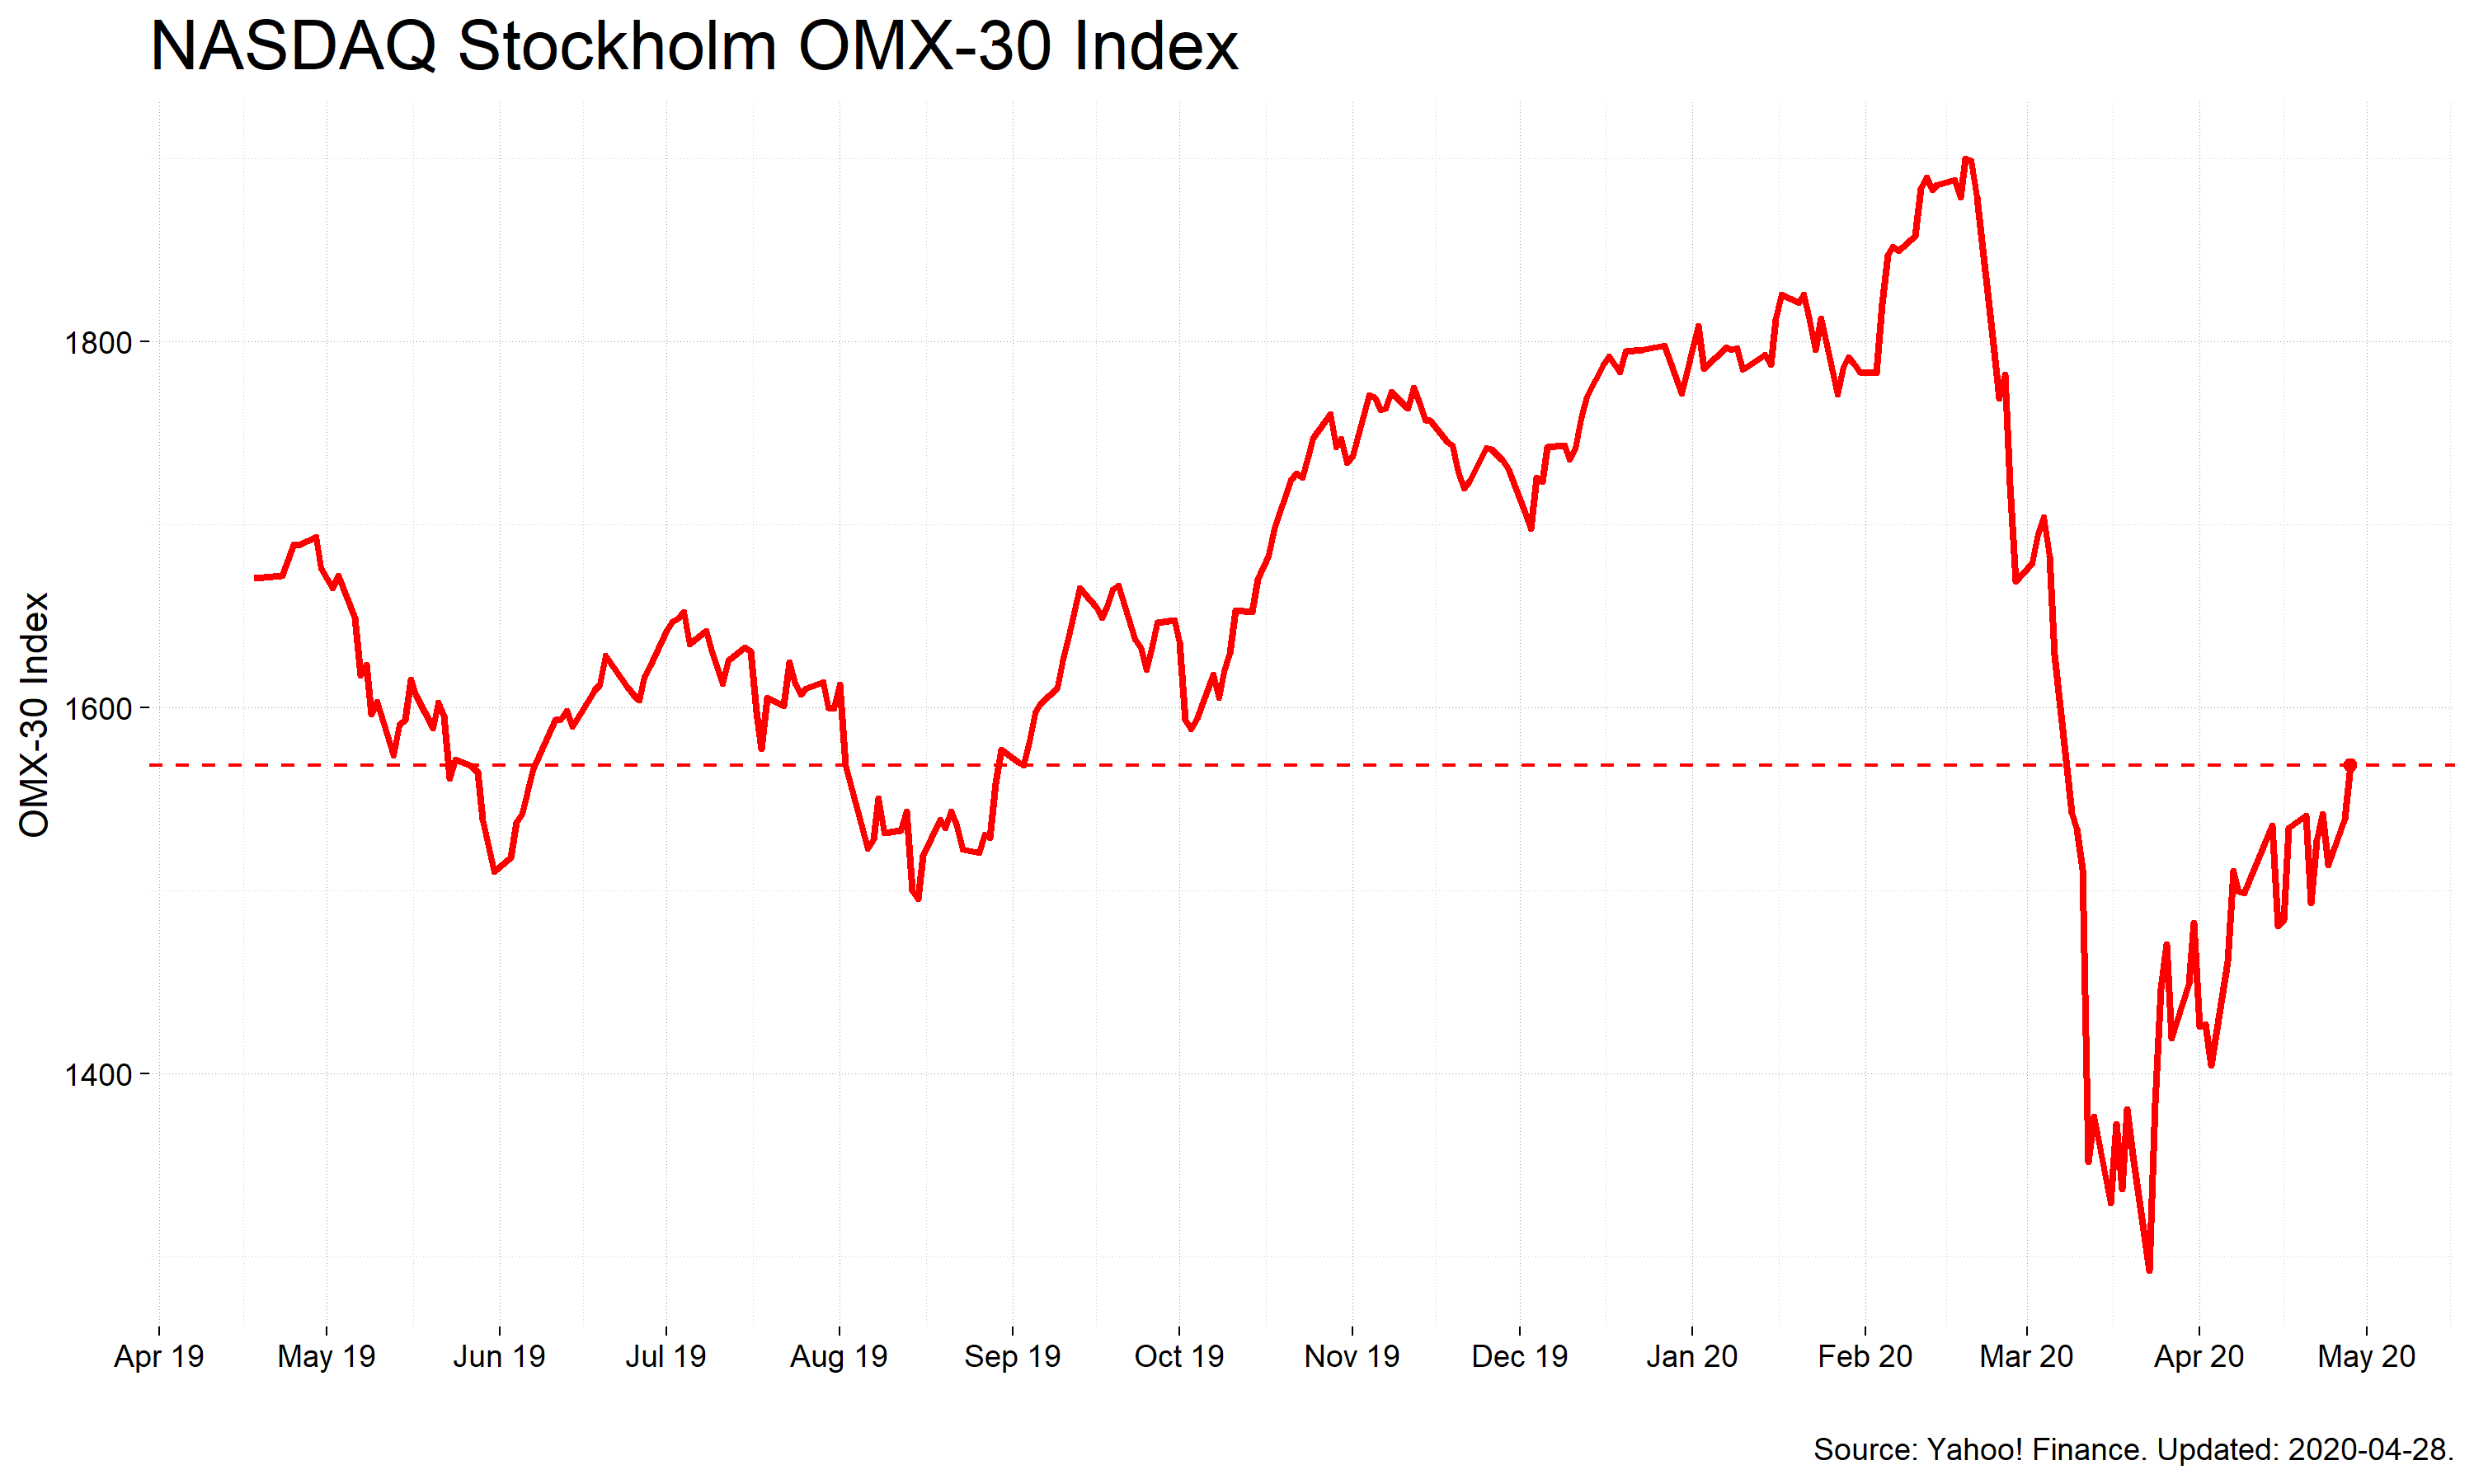 NASDAQ Stockholm OMX-30 Index
OMX-30 Index
1800
1600
1400
Apr 19 May 19 Jun 19 Jul 19 Aug 19 Sep 19 Oct 19 Nov 19 Dec 19 Jan 20 Feb 20 Mar 20 Apr 20 May 20
Source: Yahoo! Finance. Updated: 2020-04-28.